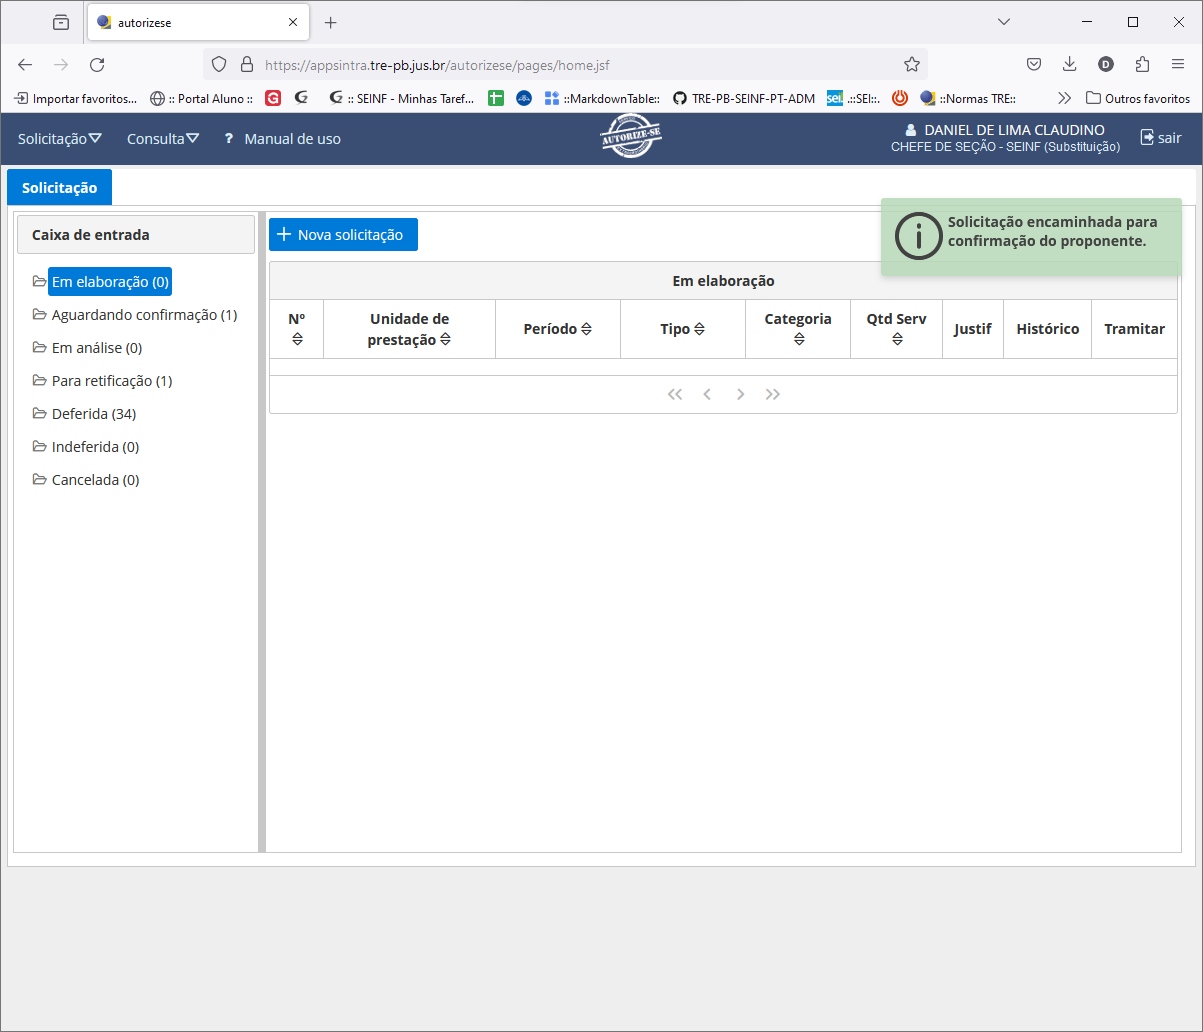 autorizese
https://appsintra.tre-pb.jus.br/autorizese/pages/home.jsf
Importar favoritos...
:: Portal Aluno ::
:: SEINF - Minhas Taref...
::MarkdownTable::
TRE-PB-SEINF-PT-ADM
.::SEI::.
::Normas TRE::
Outros favoritos
Solicitação
Consulta
? Manual de uso
AUTORIZE-SE
DANIEL DE LIMA CLAUDINO
CHEFE DE SEÇÃO - SEINF (Substituição)
sair
Solicitação
Solicitação encaminhada para
confirmação do proponente.
Caixa de entrada
Em elaboração (0)
Aguardando confirmação (1)
Em análise (0)
Para retificação (1)
Deferida (34)
Indeferida (0)
Cancelada (0)
Nova solicitação
Em elaboração
Nº
Unidade de
prestação
Período
Tipo
Categoria
Qtd Serv
Justif
Histórico
Tramitar